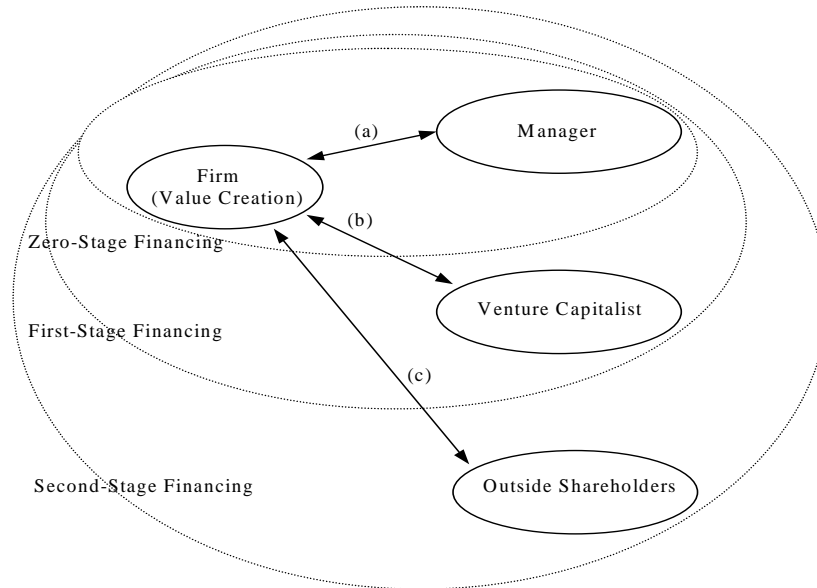 (a)
Manager
Firm
(Value Creation)
(b)
Zero-Stage Financing
Venture Capitalist
First-Stage Financing
(c)
Second-Stage Financing
Outside Shareholders